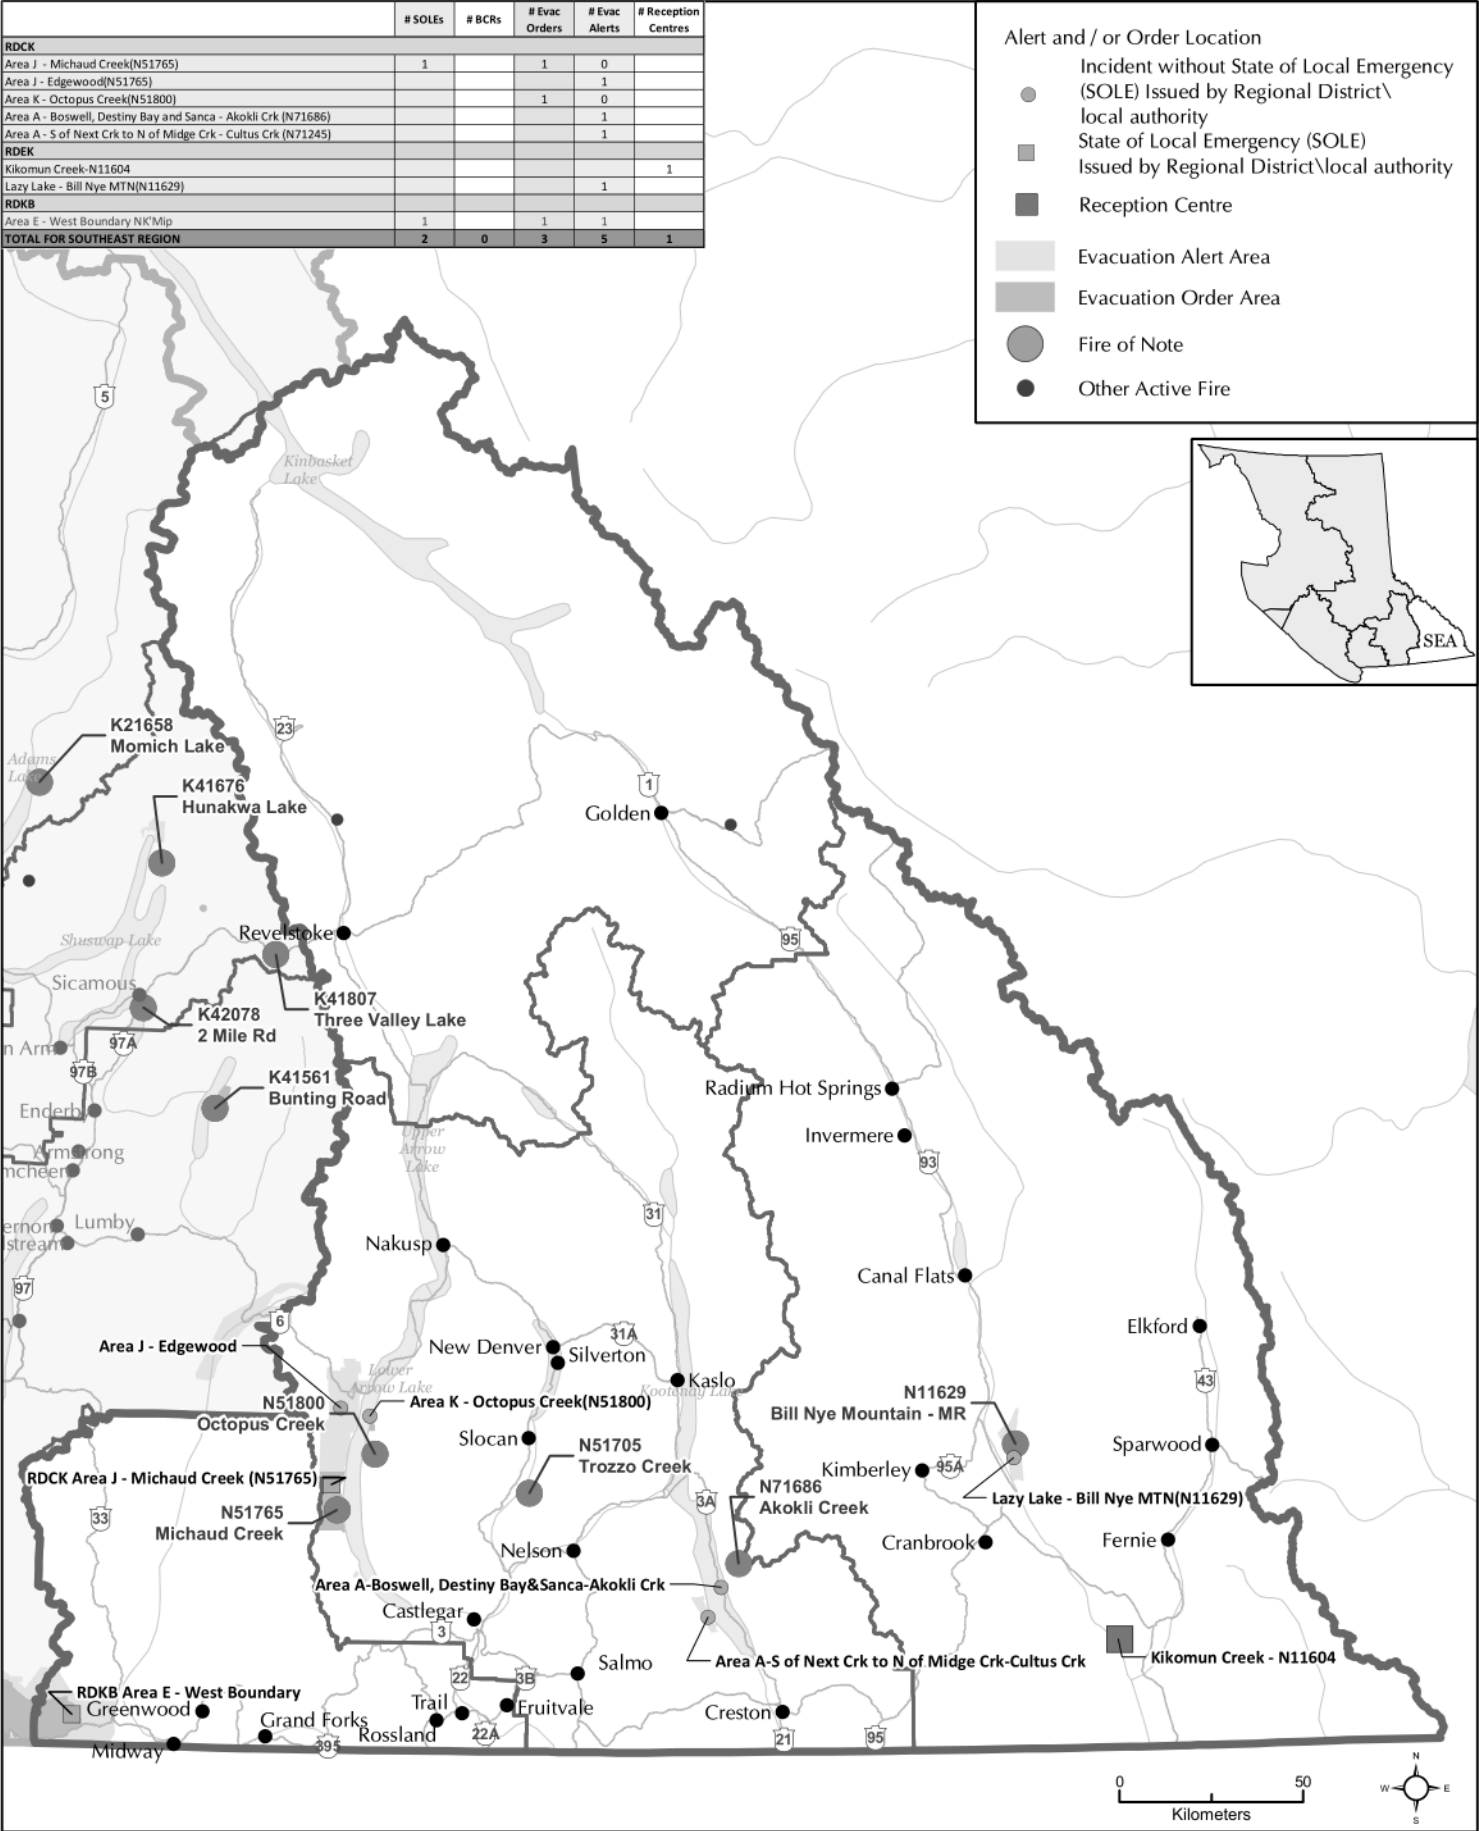 # SOLEs # BCRs # Evac Orders # Evac Alerts # Reception Centres
RDCK
Area J - Michaud Creek(N51765) 1 1 0
Area J - Edgewood(N51765) 1
Area K - Octopus Creek(N51800) 1 0
Area A - Boswell, Destiny Bay and Sanca - Akokli Crk (N71686) 1
Area A - S of Next Crk to N of Midge Crk - Cultus Crk (N71245) 1
RDEK
Kikomun Creek-N11604 1
Lazy Lake - Bill Nye MTN(N11629) 1
RDKB
Area E - West Boundary NK'Mip 1 1 1
TOTAL FOR SOUTHEAST REGION 2 0 3 5 1
Alert and / or Order Location
Incident without State of Local Emergency
(SOLE) Issued by Regional District\
local authority
State of Local Emergency (SOLE)
Issued by Regional District\local authority
Reception Centre
Evacuation Alert Area
Evacuation Order Area
Fire of Note
Other Active Fire
SEA
5
Kinbasket
Lake
23
K21658
Momich Lake
Adams
Lake
K41676
Hunakwa Lake
1
Golden
Revelstoke
Shuswap Lake
95
Sicamous
K41807
Three Valley Lake
K42078
2 Mile Rd
97A
n Arm
97B
K41561
Bunting Road
Enderby
Radium Hot Springs
Upper
Arrow
Lake
Invermere
Armstrong
mcheen
93
31
ernon
Lumby
lstream
Nakusp
97
Canal Flats
6
Elkford
31A
Area J - Edgewood
New Denver
Silverton
Lower
Arrow Lake
Kaslo
Kootenay Lake
43
N51800
Octopus Creek
Area K - Octopus Creek(N51800)
N11629
Bill Nye Mountain - MR
Slocan
N51705
Trozzo Creek
Sparwood
Kimberley
95A
RDCK Area J - Michaud Creek (N51765)
N71686
Akokli Creek
3A
Lazy Lake - Bill Nye MTN(N11629)
33
N51765
Michaud Creek
Cranbrook
Fernie
Nelson
Area A-Boswell, Destiny Bay&Sanca-Akokli Crk
Castlegar
3
Salmo
Area A-S of Next Crk to N of Midge Crk-Cultus Crk
Kikomun Creek - N11604
22
3B
RDKB Area E - West Boundary
Greenwood
Trail
Fruitvale
Creston
Grand Forks
Rossland
22A
395
21
95
Midway
N
W E
S
0 50
Kilometers